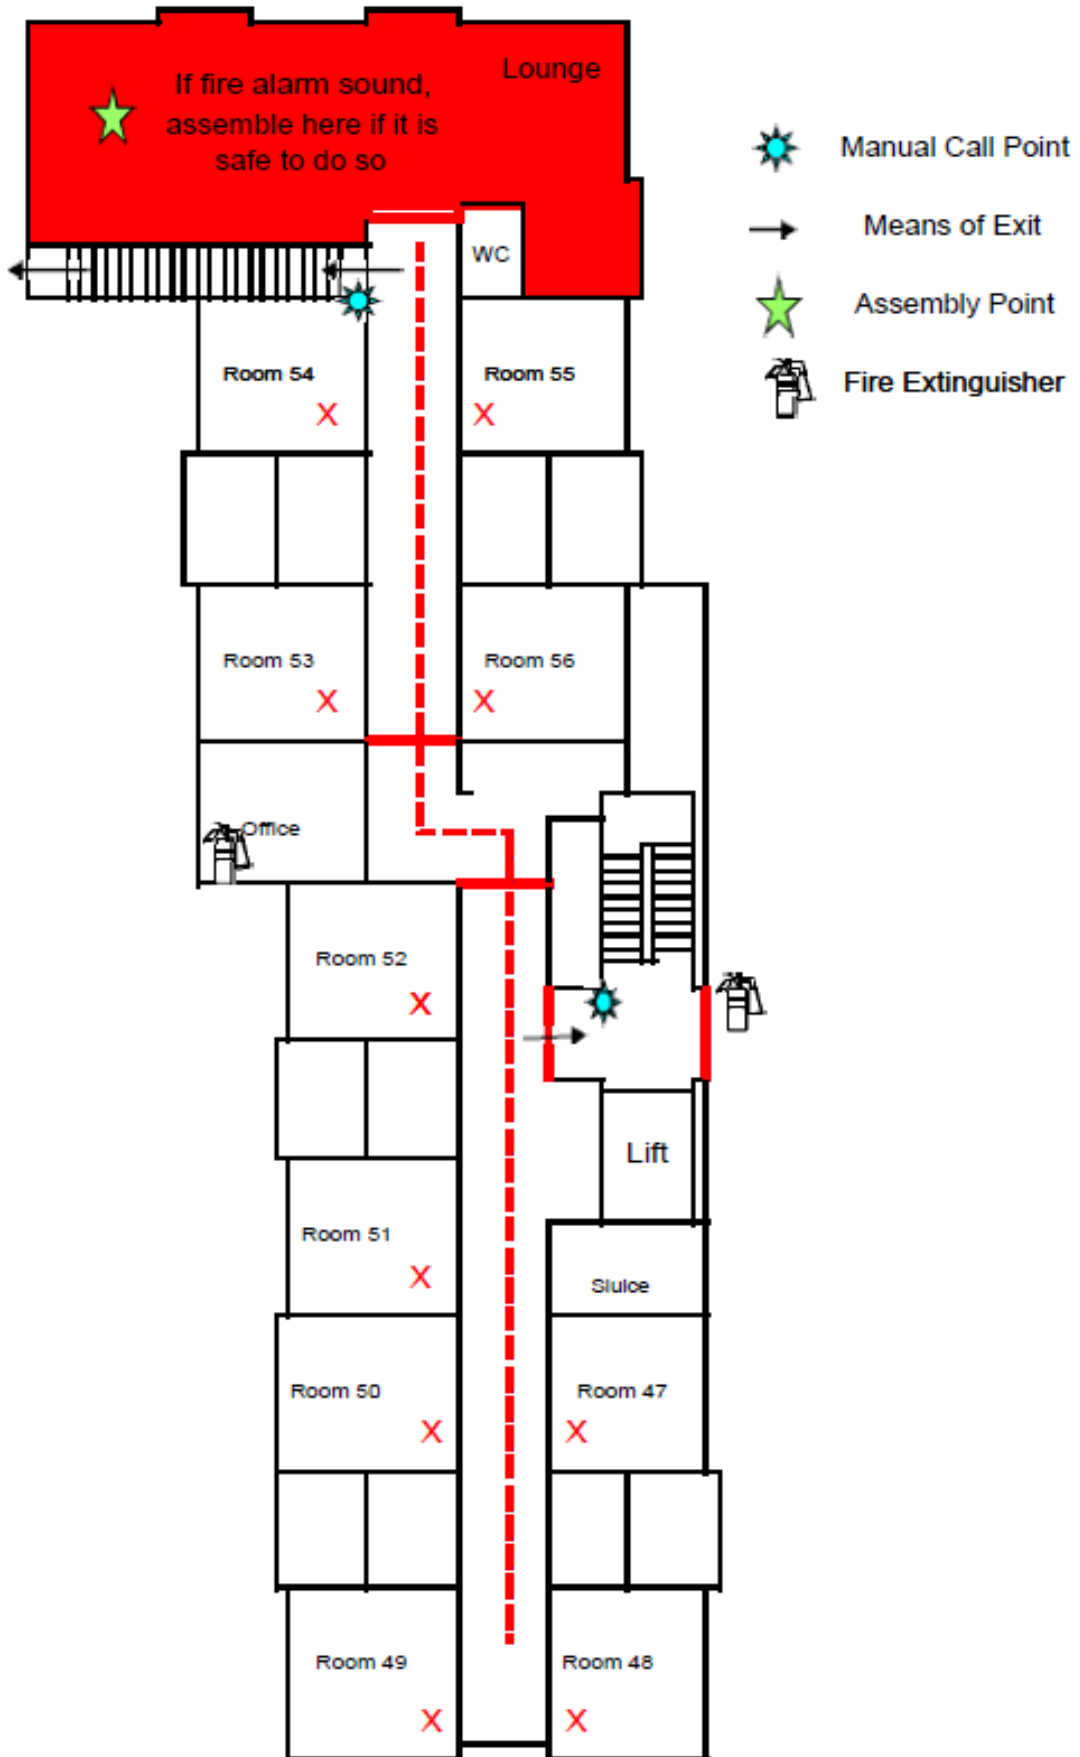 Lounge
If fire alarm sound,
assemble here if it is
safe to do so
Manual Call Point
Means of Exit
Assembly Point
Fire Extinguisher
WC
Room 54
X
Room 55
X
Room 53
X
Room 56
X
Office
Room 52
X
Lift
Room 51
X
Sluice
Room 50
X
Room 47
X
Room 49
X
Room 48
X